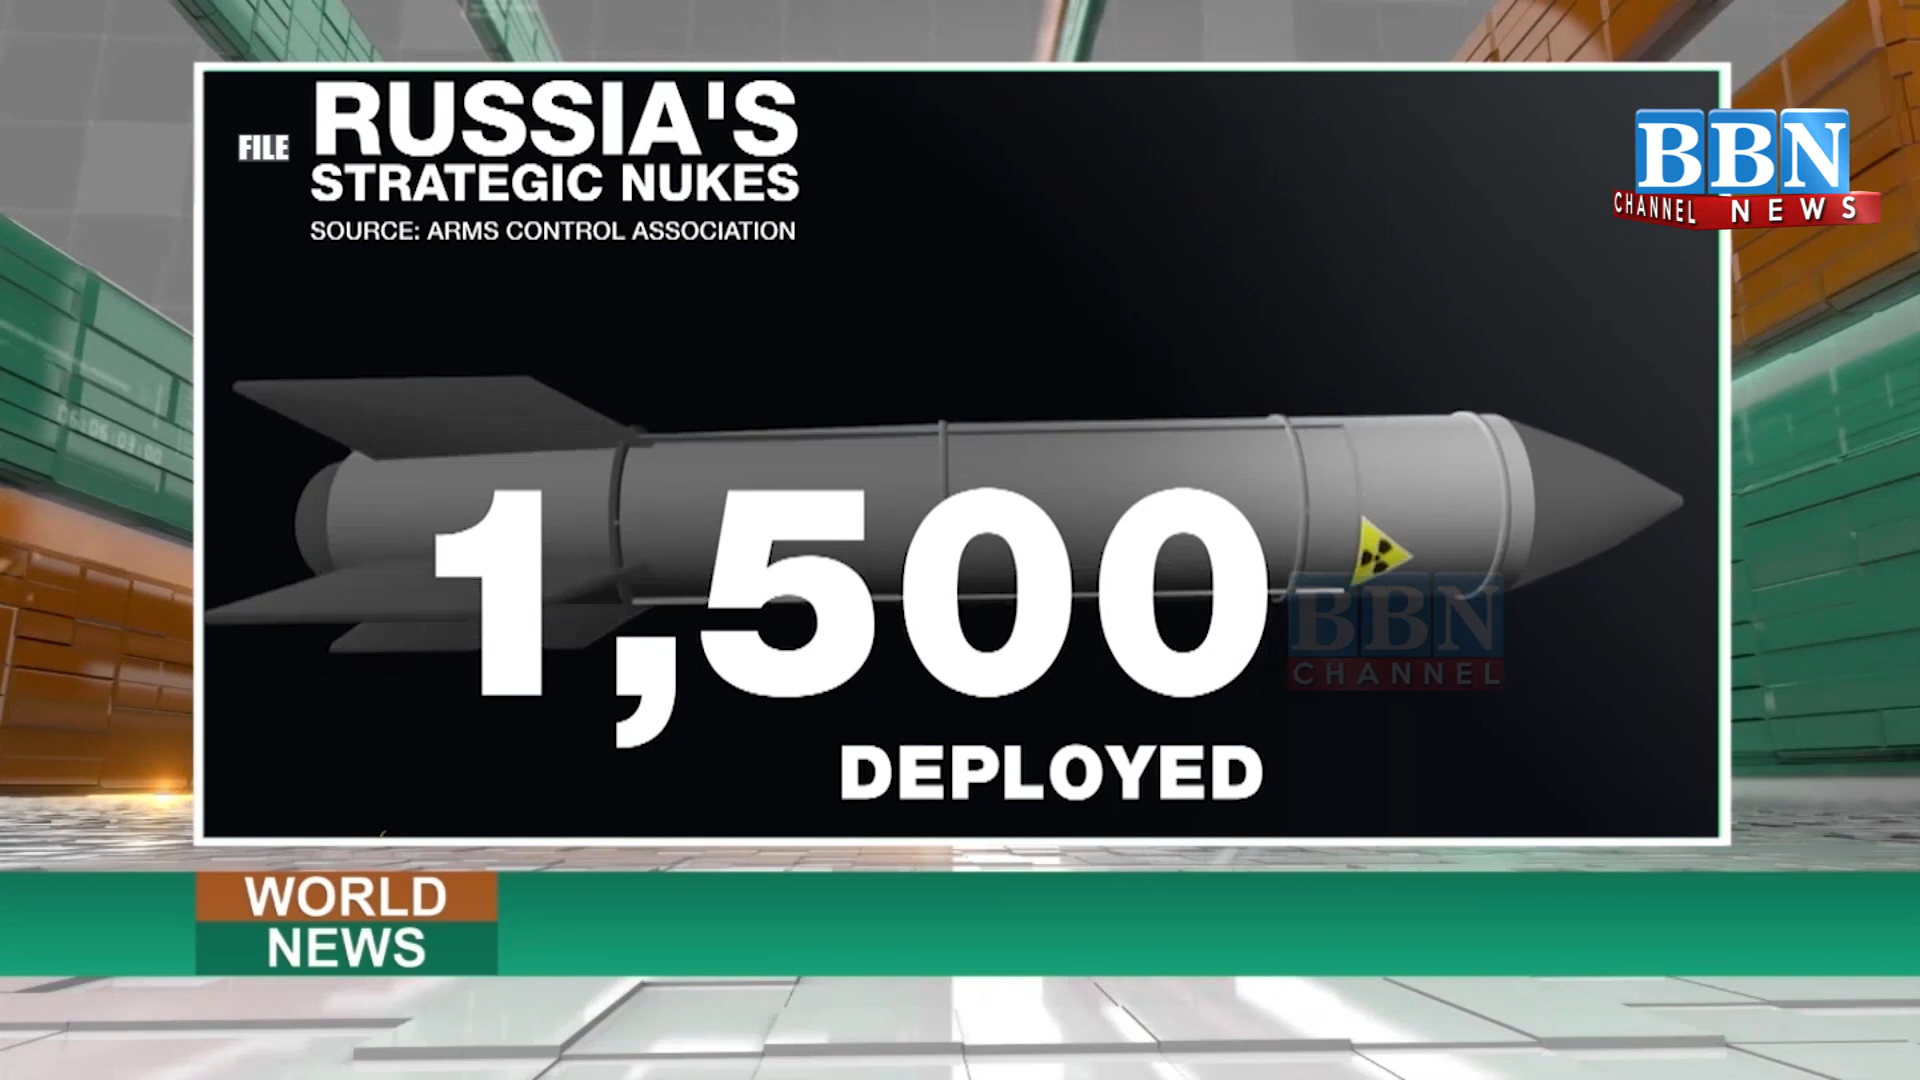 FILE
RUSSIA'S
STRATEGIC NUKES
SOURCE: ARMS CONTROL ASSOCIATION
BBN
CHANNEL NEWS
1,500
DEPLOYED
BBN
CHANNEL
WORLD
NEWS